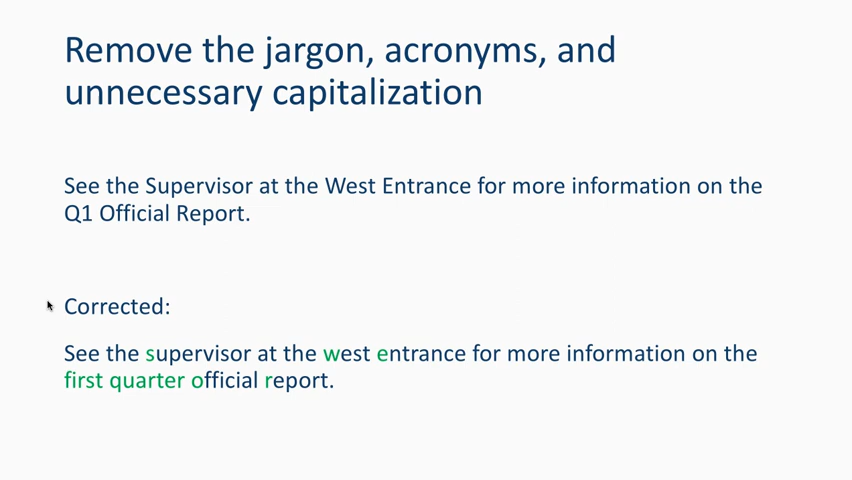 Remove the jargon, acronyms, and
unnecessary capitalization
See the Supervisor at the West Entrance for more information on the
Q1 Official Report.
Corrected:
See the supervisor at the west entrance for more information on the
first quarter official report.